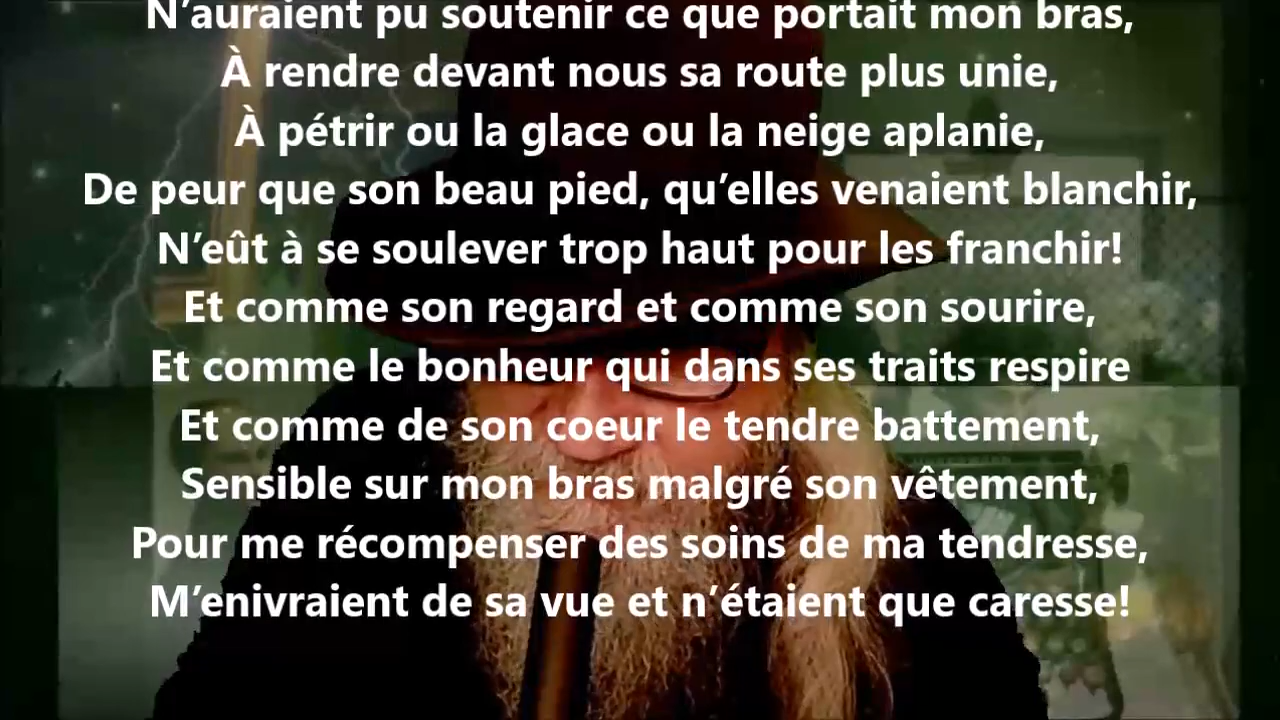 N’auraient pu soutenir ce que portait mon bras,
À rendre devant nous sa route plus unie,
À pétrir ou la glace ou la neige aplanie,
De peur que son beau pied, qu’elles venaient blanchir,
N’eût à se soulever trop haut pour les franchir!
Et comme son regard et comme son sourire,
Et comme le bonheur qui dans ses traits respire
Et comme de son coeur le tendre battement,
Sensible sur mon bras malgré son vêtement,
Pour me récompenser des soins de ma tendresse,
M’enivraient de sa vue et n’étaient que caresse!